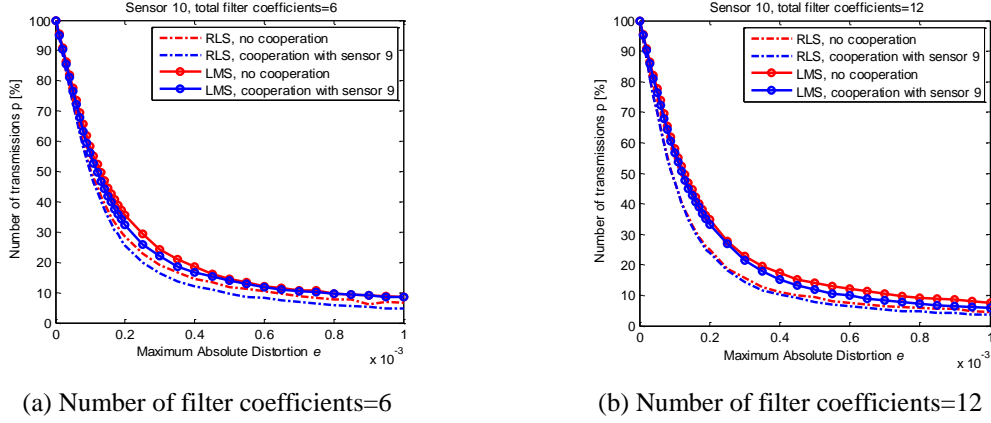 Sensor 10, total filter coefficients=6
Number of transmissions p [%]
100
90
80
70
60
50
40
30
20
10
0
RLS, no cooperation
RLS, cooperation with sensor 9
LMS, no cooperation
LMS, cooperation with sensor 9
0 0.2 0.4 0.6 0.8 1
x 10⁻³
Maximum Absolute Distortion e
(a) Number of filter coefficients=6
Sensor 10, total filter coefficients=12
Number of transmissions p [%]
100
90
80
70
60
50
40
30
20
10
0
RLS, no cooperation
RLS, cooperation with sensor 9
LMS, no cooperation
LMS, cooperation with sensor 9
0 0.2 0.4 0.6 0.8 1
x 10⁻³
Maximum Absolute Distortion e
(b) Number of filter coefficients=12